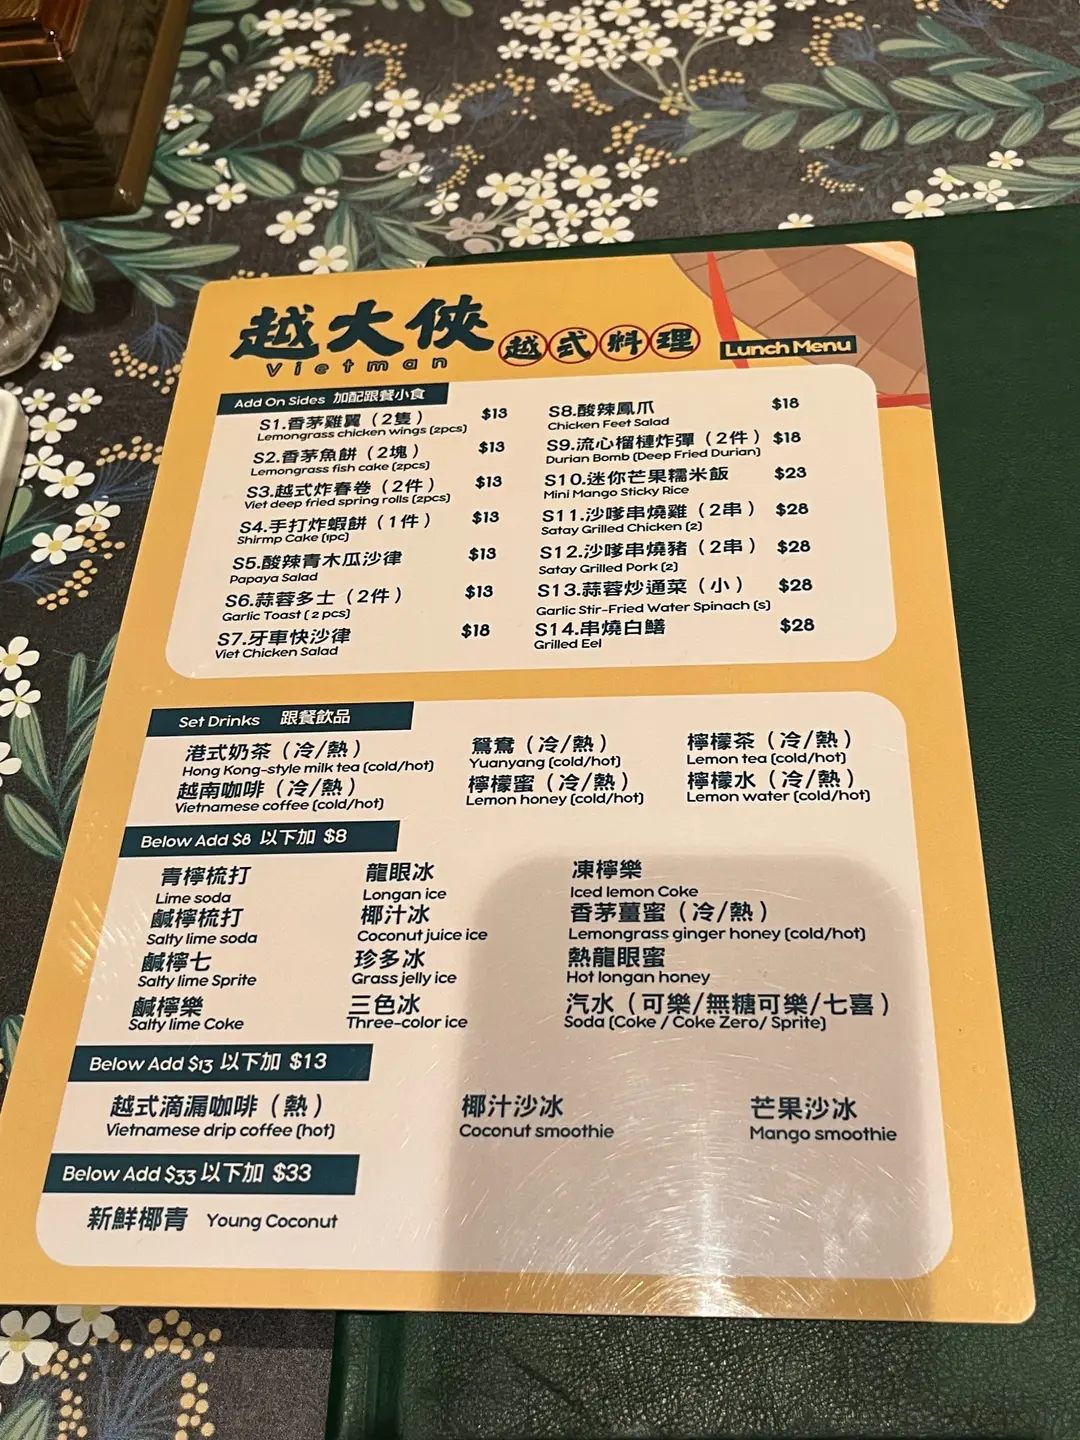 越大俠 越式料理 Lunch Menu
Vietman
Add On Sides 加配跟餐小食
S1.香茅雞翼（2隻） $13
Lemongrass chicken wings (2pcs)
S2.香茅魚餅（2塊） $13
Lemongrass fish cake (2pcs)
S3.越式炸春卷（2件） $13
Viet deep fried spring rolls (2pcs)
S4.手打炸蝦餅（1件） $13
Shirmp Cake (1pc)
S5.酸辣青木瓜沙律 $13
Papaya Salad
S6.蒜蓉多士（2件） $13
Garlic Toast ( 2 pcs)
S7.牙車快沙律 $18
Viet Chicken Salad
S8.酸辣鳳爪 $18
Chicken Feet Salad
S9.流心榴槤炸彈（2件） $18
Durian Bomb (Deep Fried Durian)
S10.迷你芒果糯米飯 $23
Mini Mango Sticky Rice
S11.沙嗲串燒雞（2串） $28
Satay Grilled Chicken (2)
S12.沙嗲串燒豬（2串） $28
Satay Grilled Pork (2)
S13.蒜蓉炒通菜（小） $28
Garlic Stir-Fried Water Spinach (S)
S14.串燒白鱔 $28
Grilled Eel
Set Drinks 跟餐飲品
港式奶茶（冷/熱）
Hong Kong-style milk tea (cold/hot)
越南咖啡（冷/熱）
Vietnamese coffee (cold/hot)
鴛鴦（冷/熱）
Yuanyang (cold/hot)
檸檬蜜（冷/熱）
Lemon honey (cold/hot)
檸檬茶（冷/熱）
Lemon tea (cold/hot)
檸檬水（冷/熱）
Lemon water (cold/hot)
Below Add $8 以下加 $8
青檸梳打
Lime soda
鹹檸梳打
Salty lime soda
鹹檸七
Salty lime Sprite
鹹檸樂
Salty lime Coke
龍眼冰
Longan ice
椰汁冰
Coconut juice ice
珍多冰
Grass jelly ice
三色冰
Three-color ice
凍檸樂
Iced lemon Coke
香茅薑蜜（冷/熱）
Lemongrass ginger honey (cold/hot)
熱龍眼蜜
Hot longan honey
汽水（可樂/無糖可樂/七喜）
Soda (Coke / Coke Zero/ Sprite)
Below Add $13 以下加 $13
越式滴漏咖啡（熱）
Vietnamese drip coffee (hot)
椰汁沙冰
Coconut smoothie
芒果沙冰
Mango smoothie
Below Add $33 以下加 $33
新鮮椰青 Young Coconut